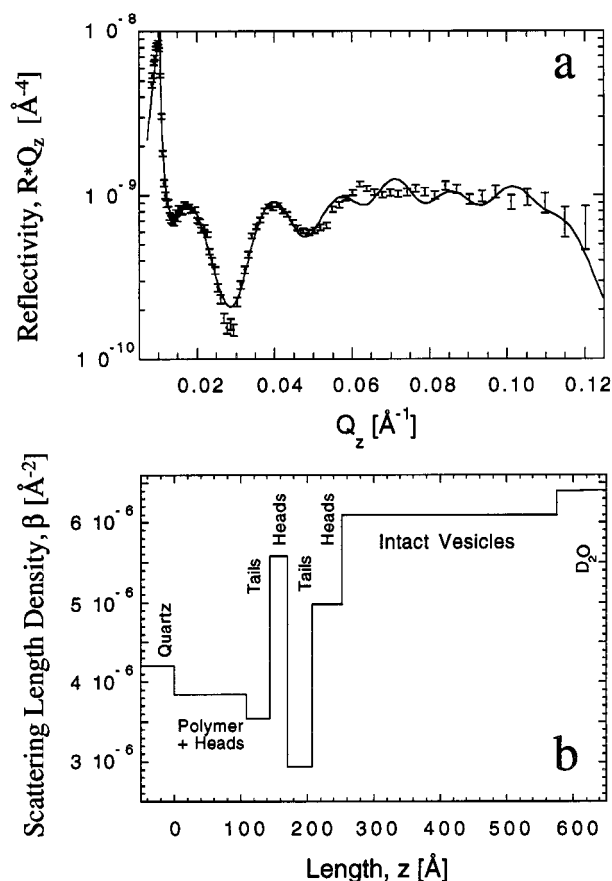 a
Reflectivity, R*Q_z [Å⁻⁴]
1 0⁻⁸
1 0⁻⁹
1 0⁻¹⁰
0.02 0.04 0.06 0.08 0.10 0.12
Q_z [Å⁻¹]
b
Scattering Length Density, β [Å⁻²]
6 10⁻⁶
5 10⁻⁶
4 10⁻⁶
3 10⁻⁶
Quartz
Polymer
+ Heads
Tails
Heads
Tails
Heads
Intact Vesicles
D₂O
0 100 200 300 400 500 600
Length, z [Å]